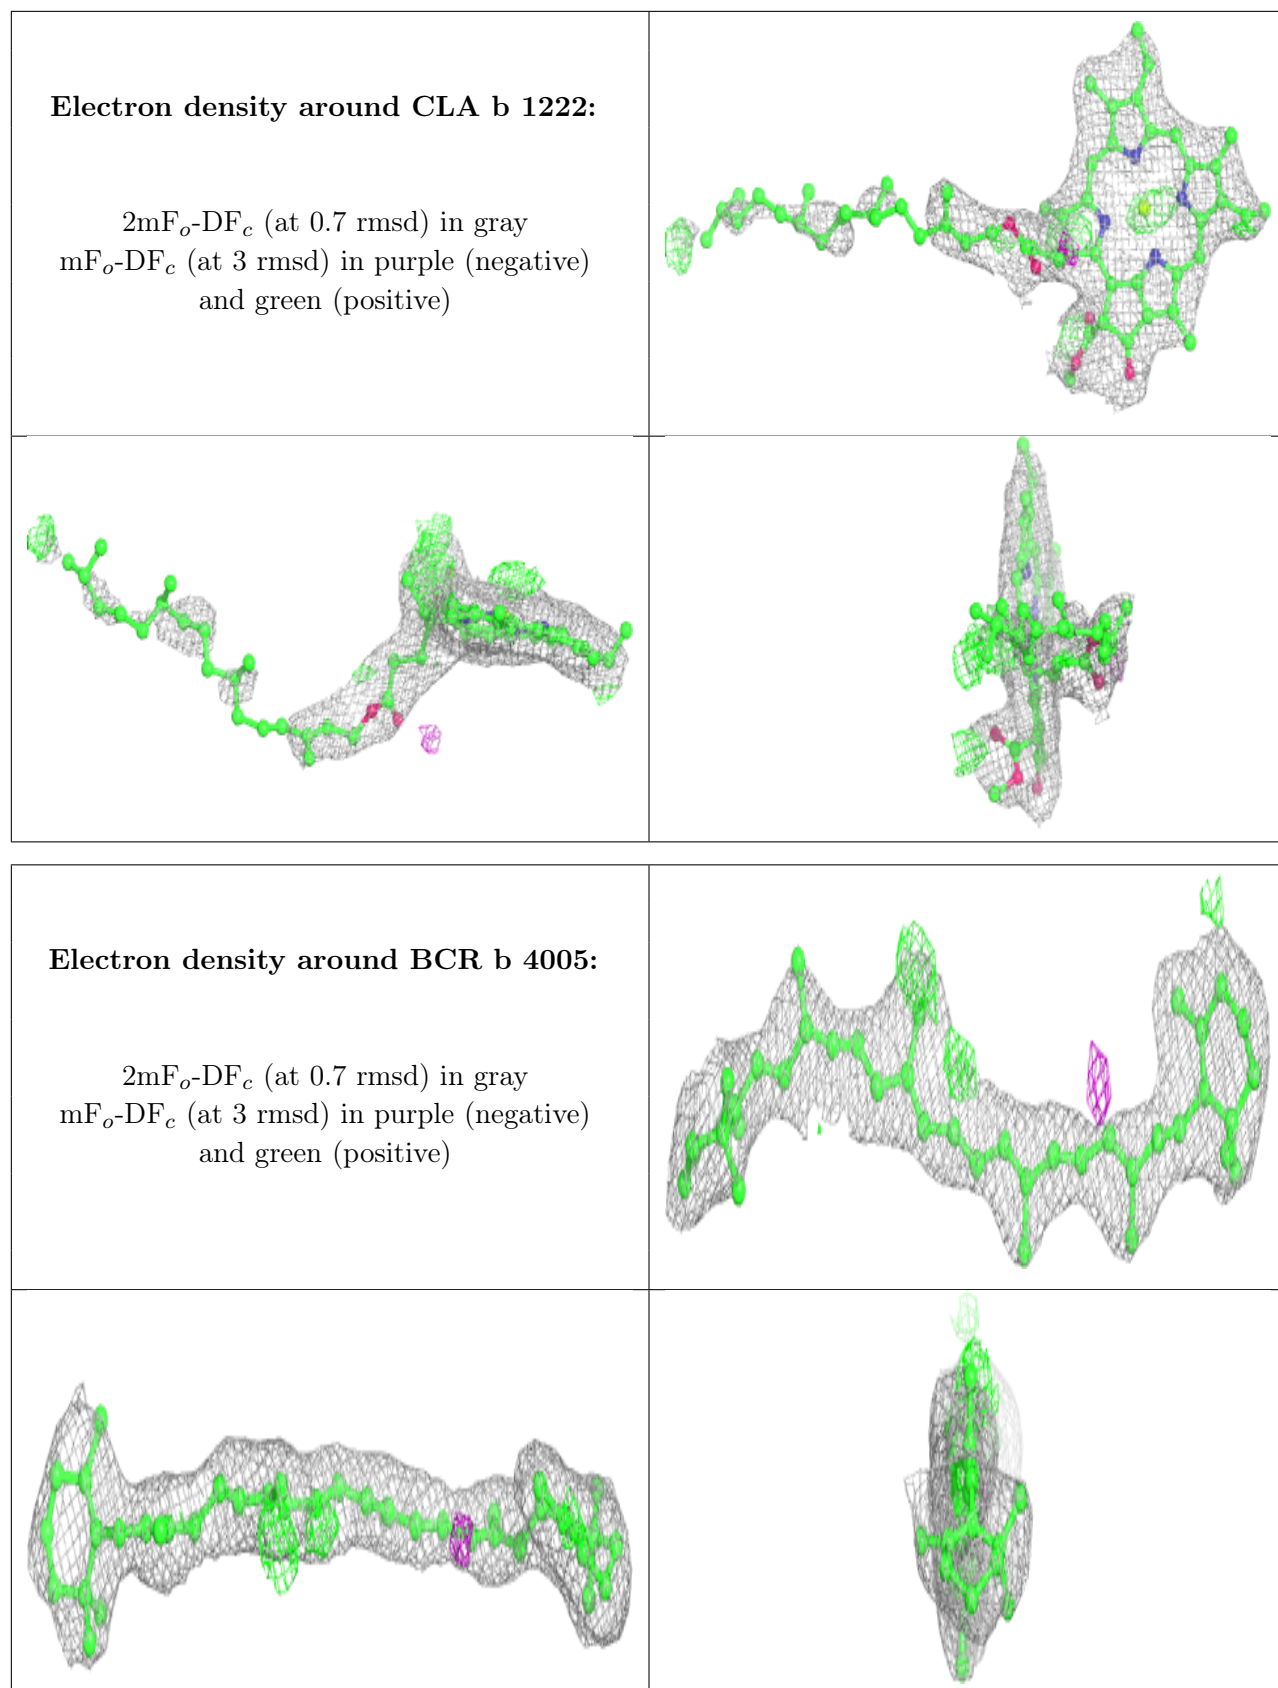 Electron density around CLA b 1222:
2mFo-DFc (at 0.7 rmsd) in gray
mFo-DFc (at 3 rmsd) in purple (negative)
and green (positive)
Electron density around BCR b 4005:
2mFo-DFc (at 0.7 rmsd) in gray
mFo-DFc (at 3 rmsd) in purple (negative)
and green (positive)